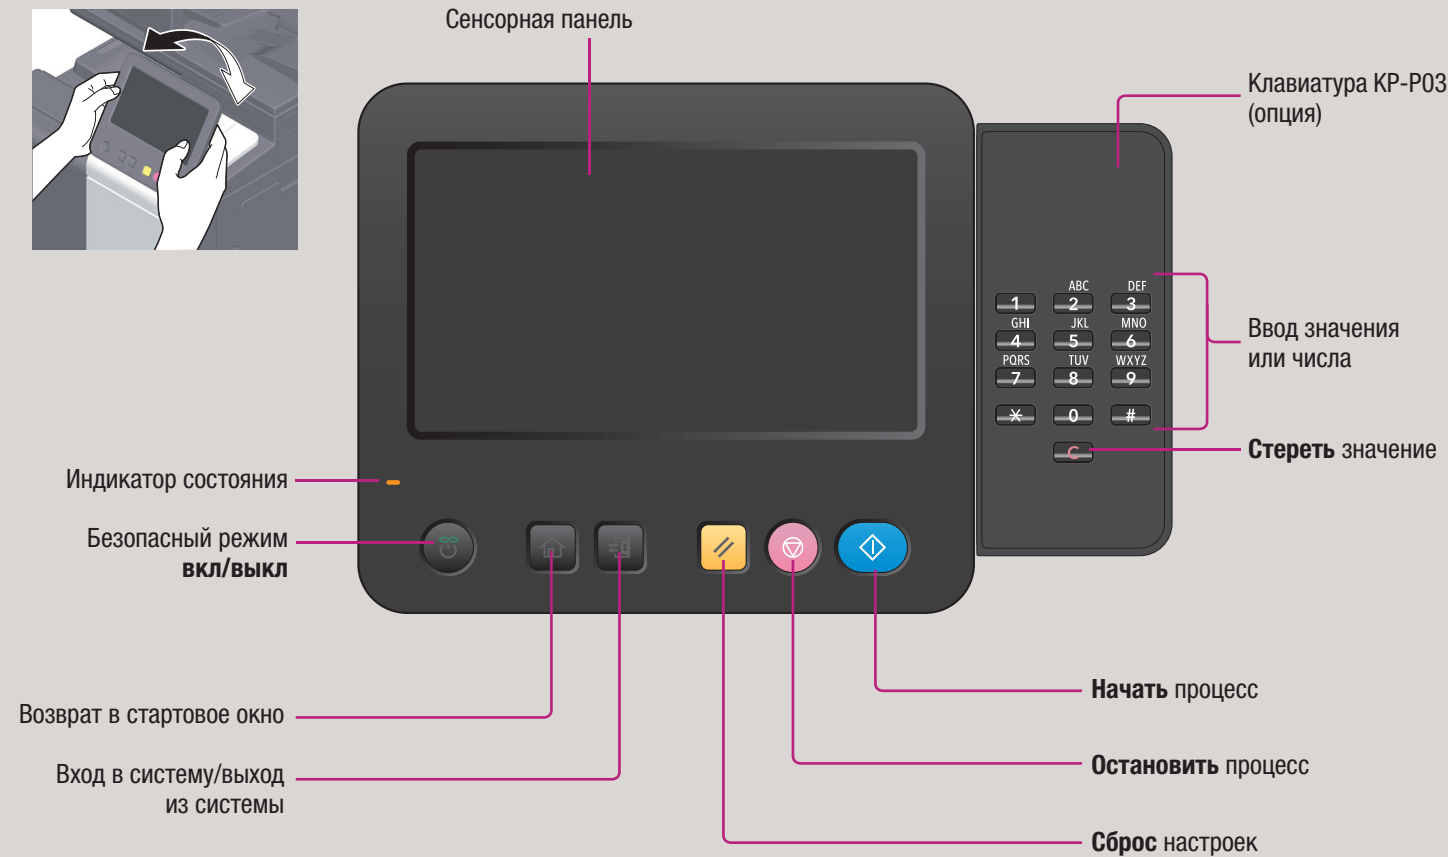 Сенсорная панель
Клавиатура KP-P03
(опция)
ABC
DEF
1
2
3
GHI
JKL
MNO
4
5
6
PQRS
TUV
WXYZ
7
8
9
0
#
C
Ввод значения
или числа
Стереть значение
Индикатор состояния
Безопасный режим
вкл/выкл
Возврат в стартовое окно
Вход в систему/выход
из системы
Начать процесс
Остановить процесс
Сброс настроек